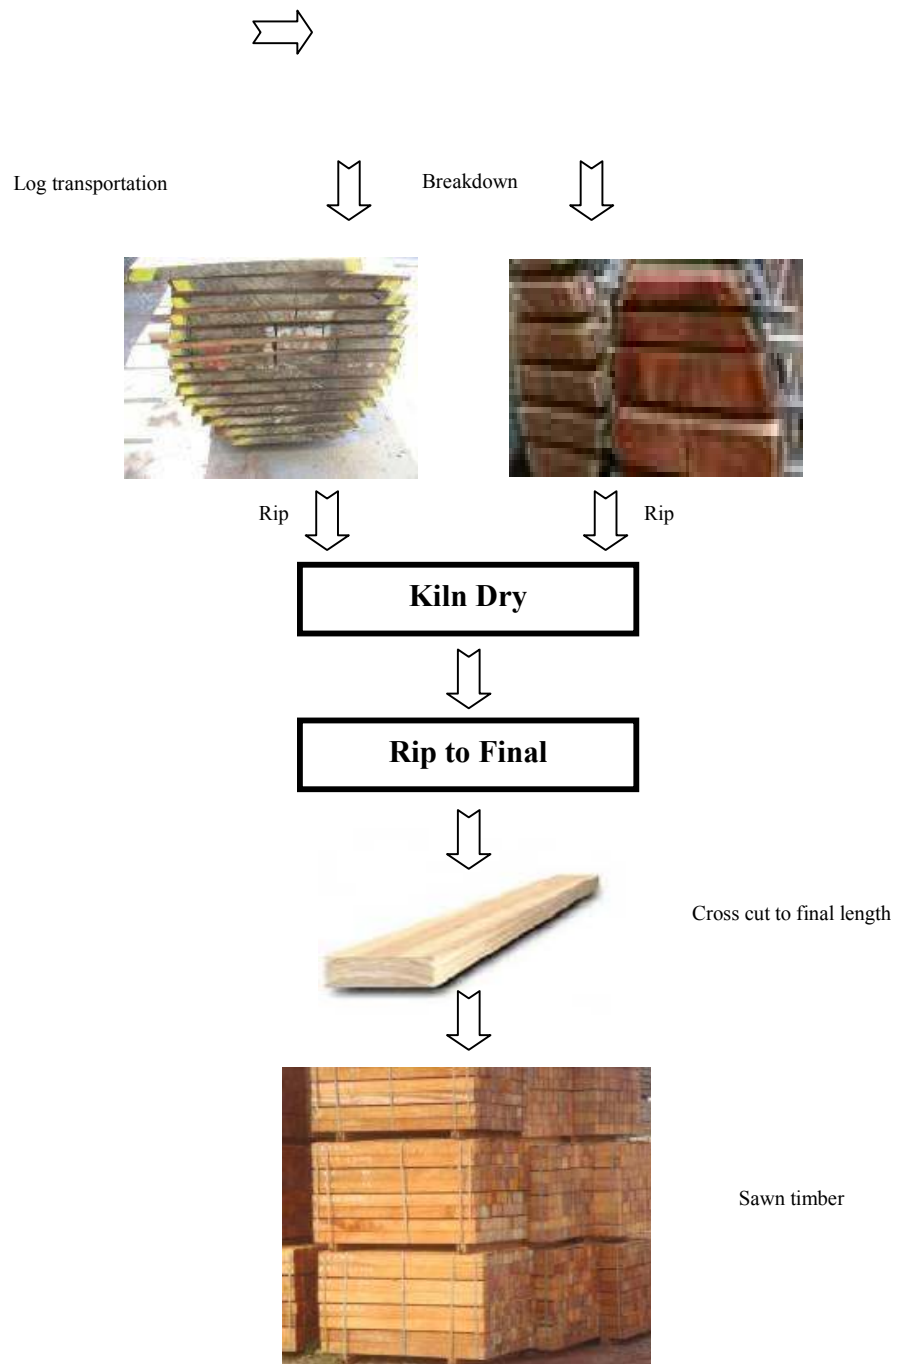 Log transportation
Breakdown
Rip
Rip
Kiln Dry
Rip to Final
Cross cut to final length
Sawn timber